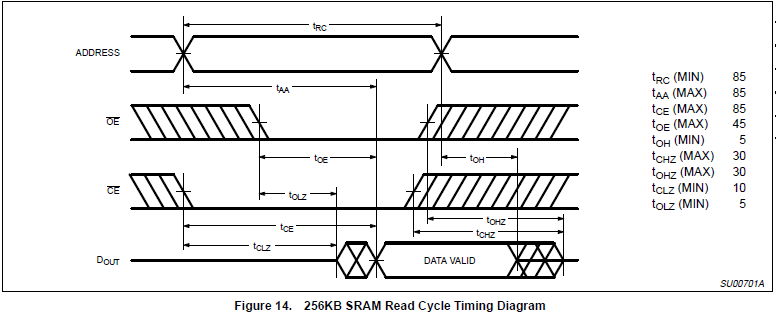 tRC
ADDRESS
tAA
OE
tOE
tOH
tOLZ
CE
tOHZ
tCE
tCHZ
tCLZ
DOUT
DATA VALID
tRC (MIN) 85
tAA (MAX) 85
tCE (MAX) 85
tOE (MAX) 45
tOH (MIN) 5
tCHZ (MAX) 30
tOHZ (MAX) 30
tCLZ (MIN) 10
tOLZ (MIN) 5
SU00701A
Figure 14. 256KB SRAM Read Cycle Timing Diagram